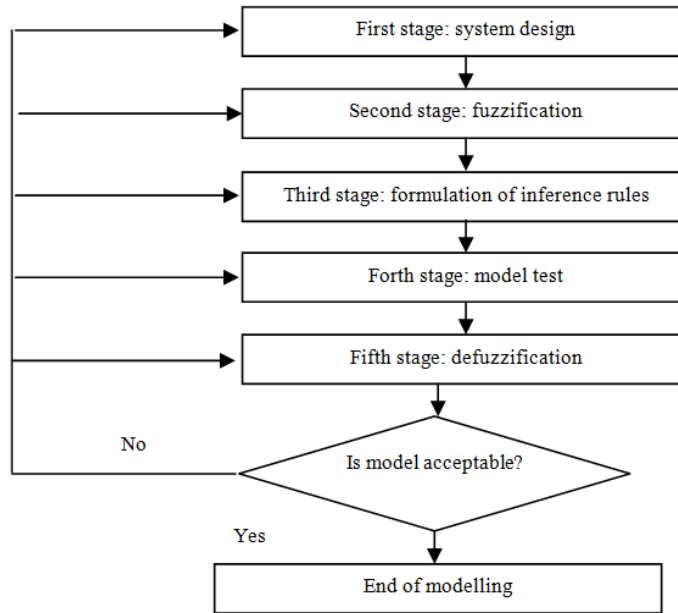 First stage: system design
Second stage: fuzzification
Third stage: formulation of inference rules
Forth stage: model test
Fifth stage: defuzzification
No
Is model acceptable?
Yes
End of modelling